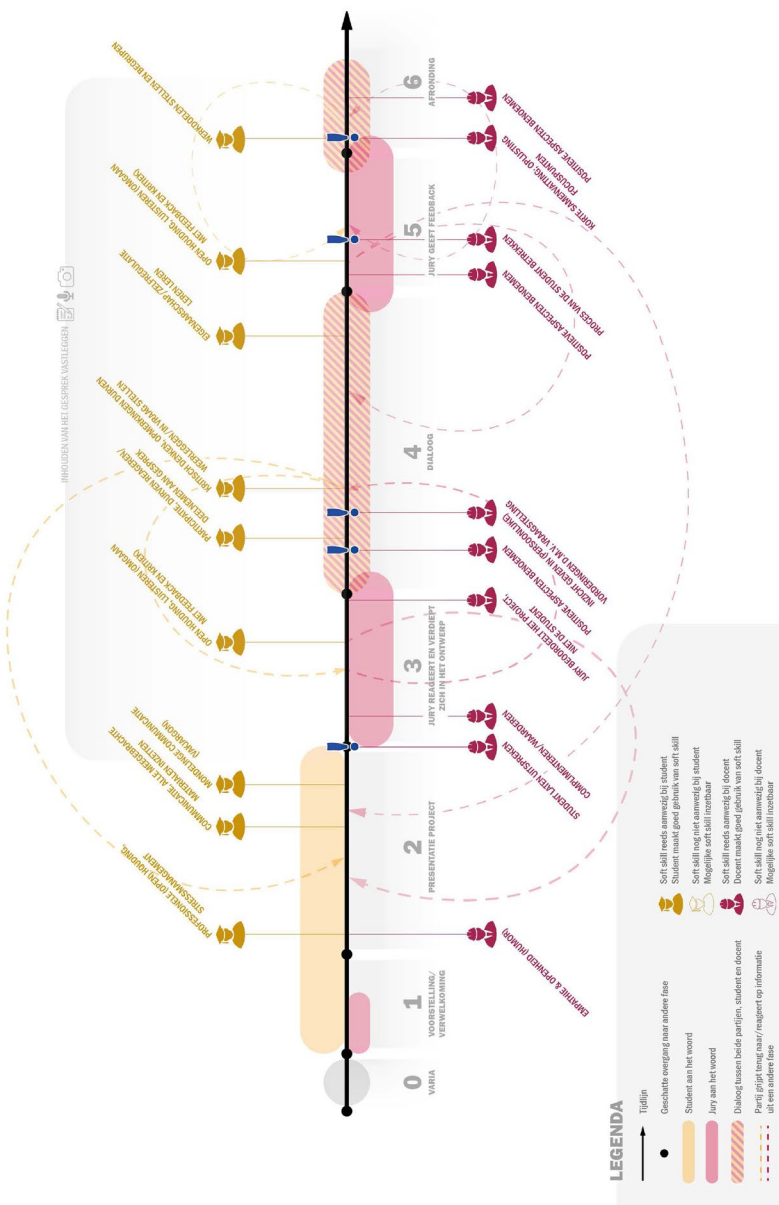 INHOUDEN VAN HET GESPREK VASTLEGGEN
PROFESSIONELE (OPEN) HOUDING,
STRESSMANAGEMENT
COMMUNICATIE ALLE MEEGEBRACHTE
MATERIALEN INZETTEN
MONDELINGE COMMUNICATIE
(VAKJARGON)
OPEN HOUDING, LUISTEREN (OMGAAN
MET FEEDBACK EN KRITIEK)
PARTICIPATIE, DURVEN REAGEREN/
DEELNEMEN AAN GESPREK
KRITISCH DENKEN, OPMERKINGEN DURVEN
WEERLEGGEN/ IN VRAAG STELLEN
EIGENAARSCHAP/ZELFREGULATIE
LEREN LEREN
OPEN HOUDING, LUISTEREN (OMGAAN
MET FEEDBACK EN KRITIEK)
WERKDOELEN STELLEN EN BEGRIJPEN
0
VARIA
1
VOORSTELLING/
VERWELKOMING
2
PRESENTATIE PROJECT
3
JURY REAGEERT EN VERDIEPT
ZICH IN HET ONTWERP
4
DIALOOG
5
JURY GEEFT FEEDBACK
6
AFRONDING
EMPATHIE & OPENHEID (HUMOR)
STUDENT LATEN UITSPREKEN
COMPLIMENTEREN/WAARDEREN
JURY BEOORDEELT HET PROJECT,
NIET DE STUDENT
POSITIEVE ASPECTEN BENOEMEN
INZICHT GEVEN IN (PERSOONLIJKE)
VORDERINGEN D.M.V. VRAAGSTELLING
POSITIEVE ASPECTEN BENOEMEN
PROCES VAN DE STUDENT BETREKKEN
KORTE SAMENVATTING; OPLIJSTING
FOCUSPUNTEN
POSITIEVE ASPECTEN BENOEMEN
LEGENDA
Tijdlijn
Geschatte overgang naar andere fase
Student aan het woord
Jury aan het woord
Dialoog tussen beide partijen, student en docent
Partij grijpt terug naar/ reageert op informatie
uit een andere fase
Soft skill reeds aanwezig bij student
Student maakt goed gebruik van soft skill
Soft skill nog niet aanwezig bij student
Mogelijke soft skill inzetbaar
Soft skill reeds aanwezig bij docent
Docent maakt goed gebruik van soft skill
Soft skill nog niet aanwezig bij docent
Mogelijke soft skill inzetbaar